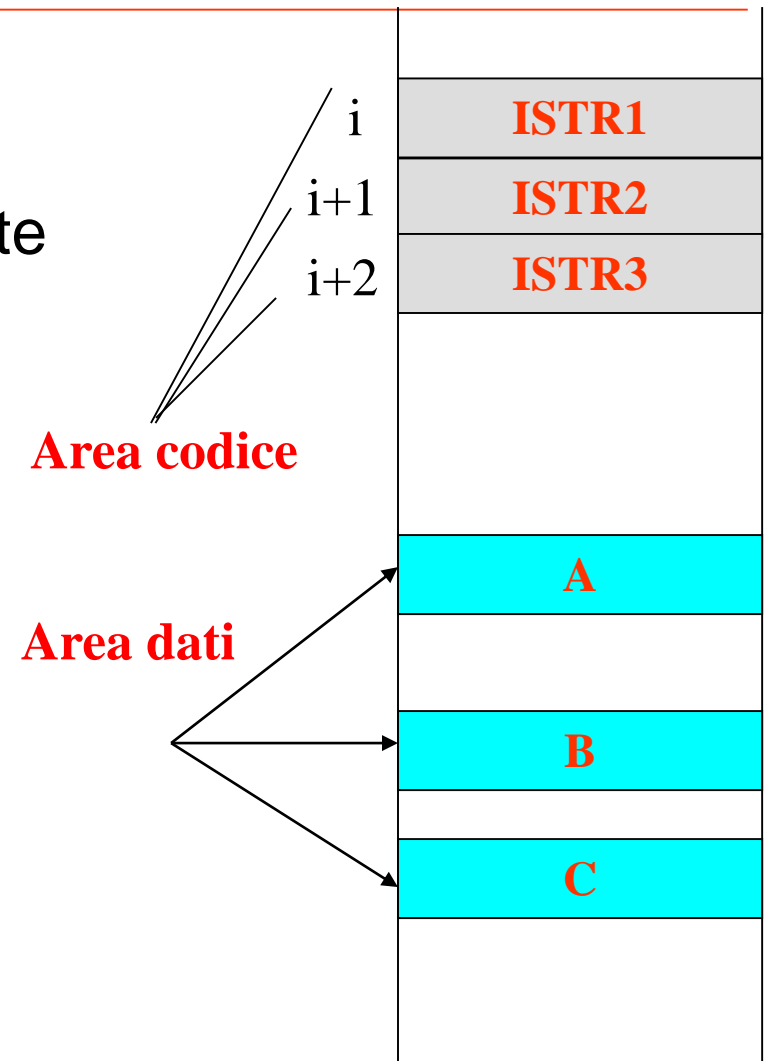 i ISTR1
i+1 ISTR2
te
i+2 ISTR3
Area codice
A
Area dati
B
C